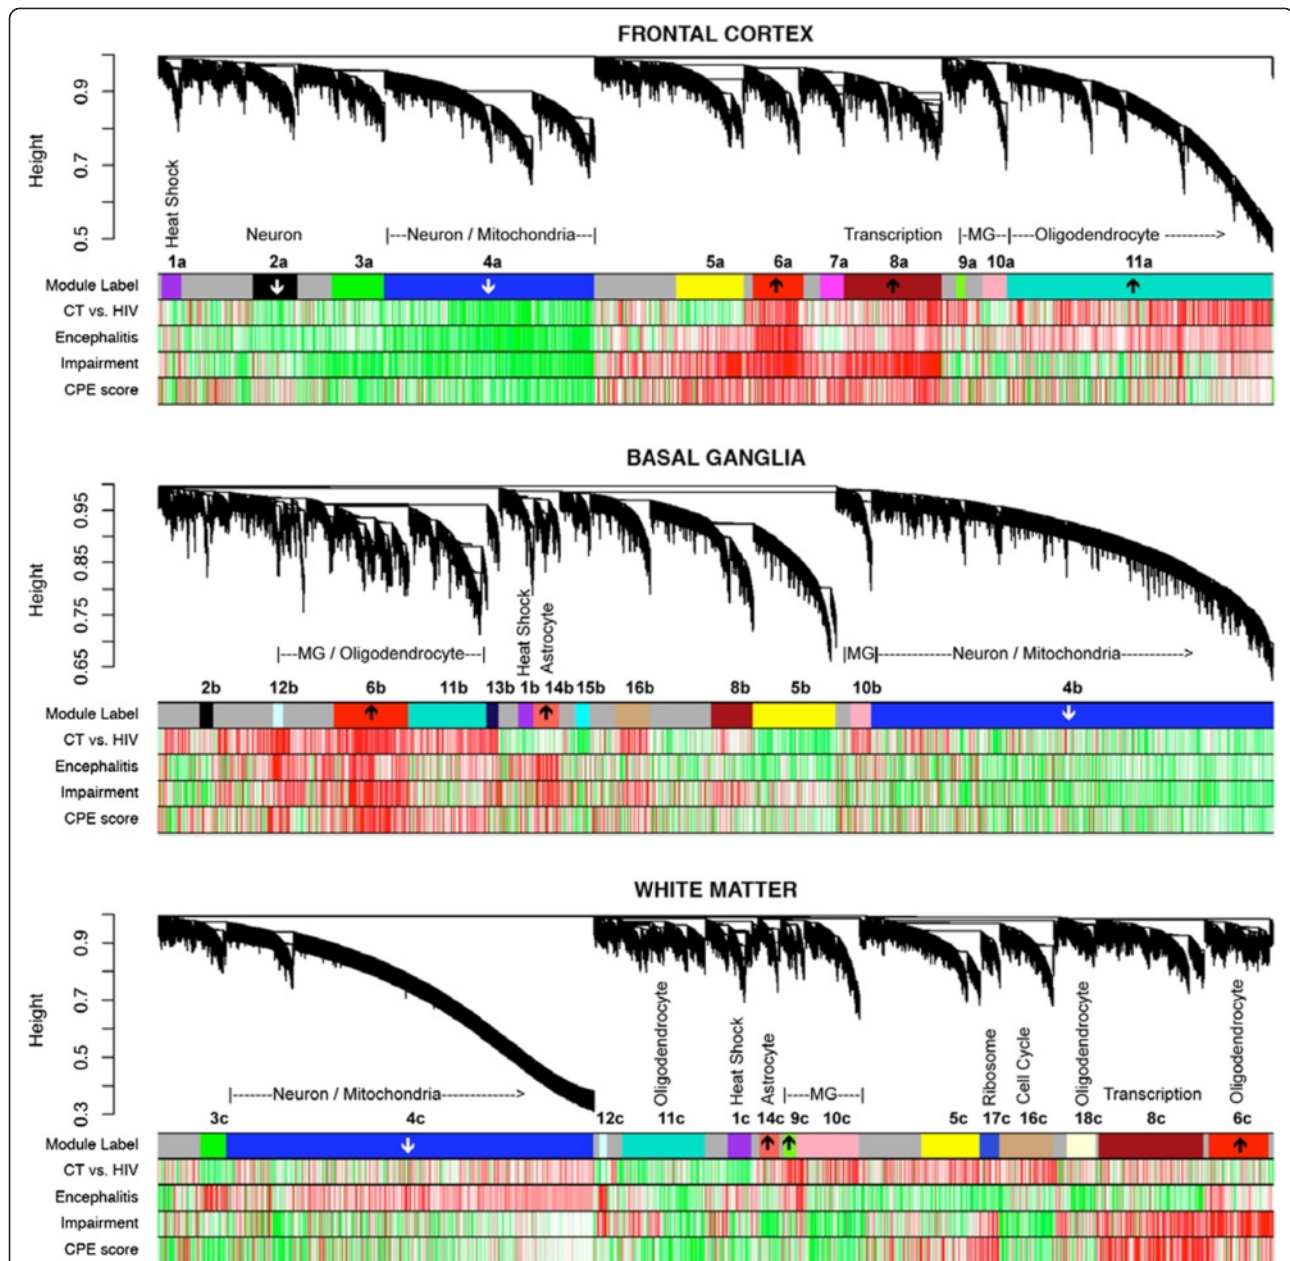 FRONTAL CORTEX
Height
0.9
0.7
0.5
Heat Shock
Neuron
|---Neuron / Mitochondria---|
Transcription
|-MG--|
|----Oligodendrocyte -------->
1a 2a 3a 4a 5a 6a 7a 8a 9a 10a 11a
Module Label
CT vs. HIV
Encephalitis
Impairment
CPE score
BASAL GANGLIA
Height
0.95
0.85
0.75
0.65
|---MG / Oligodendrocyte---|
Heat Shock
Astrocyte
|MG|--------------Neuron / Mitochondria------------->
2b 12b 6b 11b 13b 1b 14b 15b 16b 8b 5b 10b 4b
Module Label
CT vs. HIV
Encephalitis
Impairment
CPE score
WHITE MATTER
Height
0.9
0.7
0.5
0.3
|-------Neuron / Mitochondria-------------->
Oligodendrocyte
Heat Shock
Astrocyte
|----MG----|
Ribosome
Cell Cycle
Oligodendrocyte
Transcription
Oligodendrocyte
3c 4c 12c 11c 1c 14c 9c 10c 5c 17c 16c 18c 8c 6c
Module Label
CT vs. HIV
Encephalitis
Impairment
CPE score